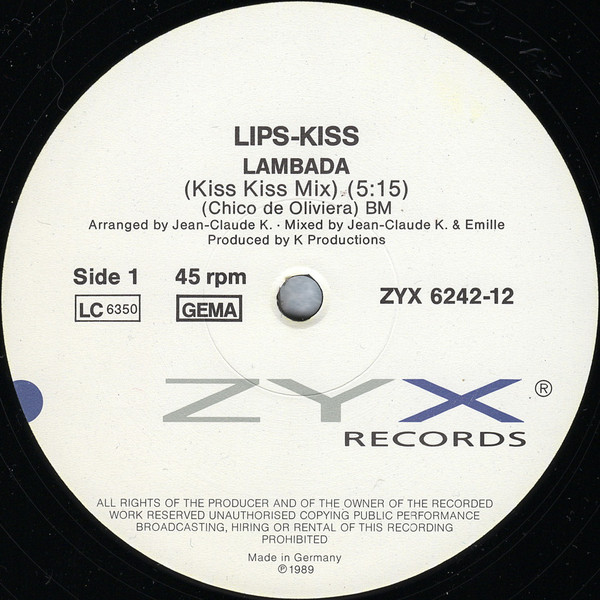 LIPS-KISS
LAMBADA
(Kiss Kiss Mix) (5:15)
(Chico de Oliviera) BM
Arranged by Jean-Claude K. · Mixed by Jean-Claude K. & Emille
Produced by K Productions
Side 1 45 rpm
LC 6350 GEMA ZYX 6242-12
ZYX ®
RECORDS
ALL RIGHTS OF THE PRODUCER AND OF THE OWNER OF THE RECORDED
WORK RESERVED UNAUTHORISED COPYING PUBLIC PERFORMANCE
BROADCASTING, HIRING OR RENTAL OF THIS RECORDING
PROHIBITED
Made in Germany
℗ 1989